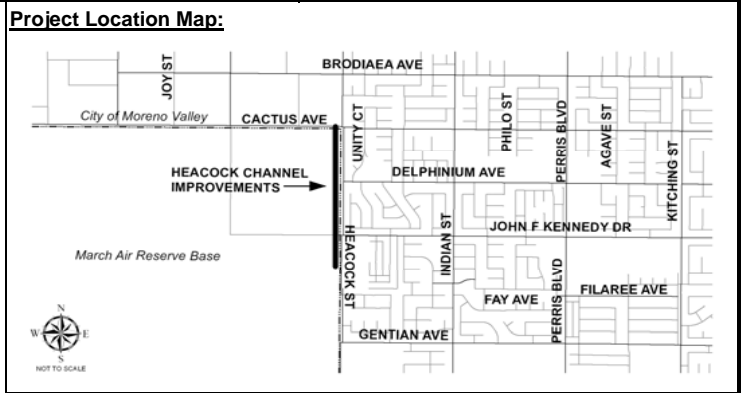 Project Location Map:
BRODIAEA AVE
JOY ST
City of Moreno Valley
CACTUS AVE
UNITY CT
PHILO ST
PERRIS BLVD
AGAVE ST
KITCHING ST
HEACOCK CHANNEL
IMPROVEMENTS
DELPHINIUM AVE
HEACOCK ST
INDIAN ST
JOHN F KENNEDY DR
March Air Reserve Base
PERRIS BLVD
FILAREE AVE
FAY AVE
GENTIAN AVE
N
W
E
S
NOT TO SCALE